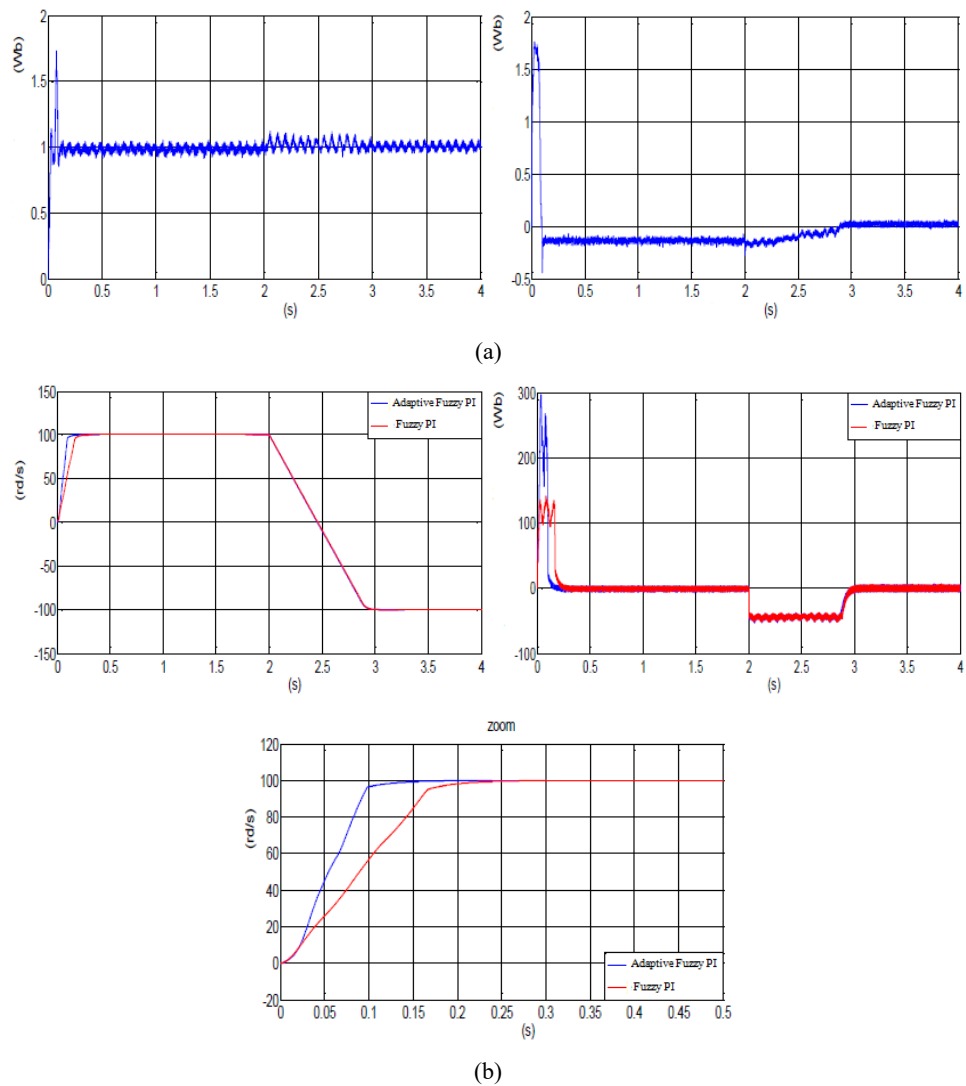 (Wb)
2
1.5
1
0.5
0
0 0.5 1 1.5 2 2.5 3 3.5 4
(s)
(Wb)
2
1.5
1
0.5
0
-0.5
0 0.5 1 1.5 2 2.5 3 3.5 4
(s)
(a)
(rd/s)
150
100
50
0
-50
-100
-150
0 0.5 1 1.5 2 2.5 3 3.5 4
(s)
Adaptive Fuzzy PI
Fuzzy PI
(Wb)
300
200
100
0
-100
0 0.5 1 1.5 2 2.5 3 3.5 4
(s)
Adaptive Fuzzy PI
Fuzzy PI
zoom
(rd/s)
120
100
80
60
40
20
0
-20
0 0.05 0.1 0.15 0.2 0.25 0.3 0.35 0.4 0.45 0.5
(s)
Adaptive Fuzzy PI
Fuzzy PI
(b)